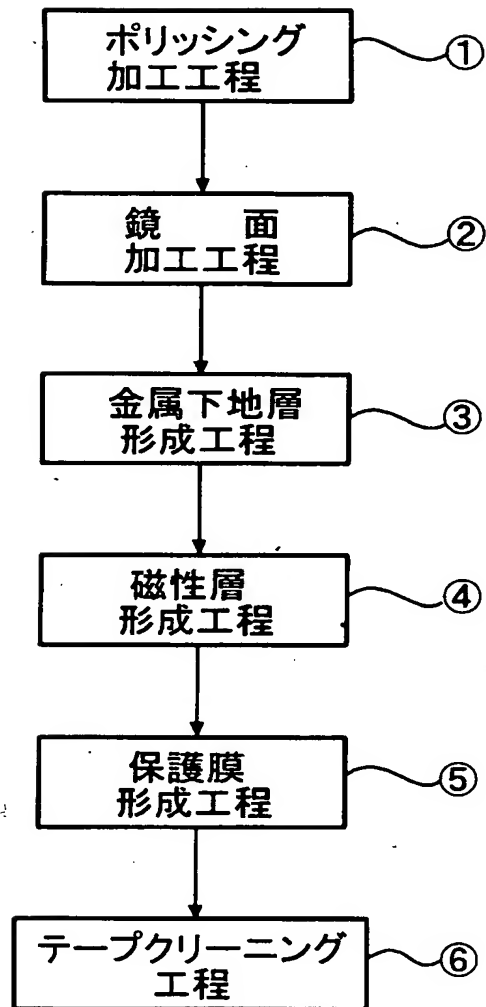 ポリッシング
加工工程
①
鏡 面
加工工程
②
金属下地層
形成工程
③
磁性層
形成工程
④
保護膜
形成工程
⑤
テープクリーニング
工程
⑥